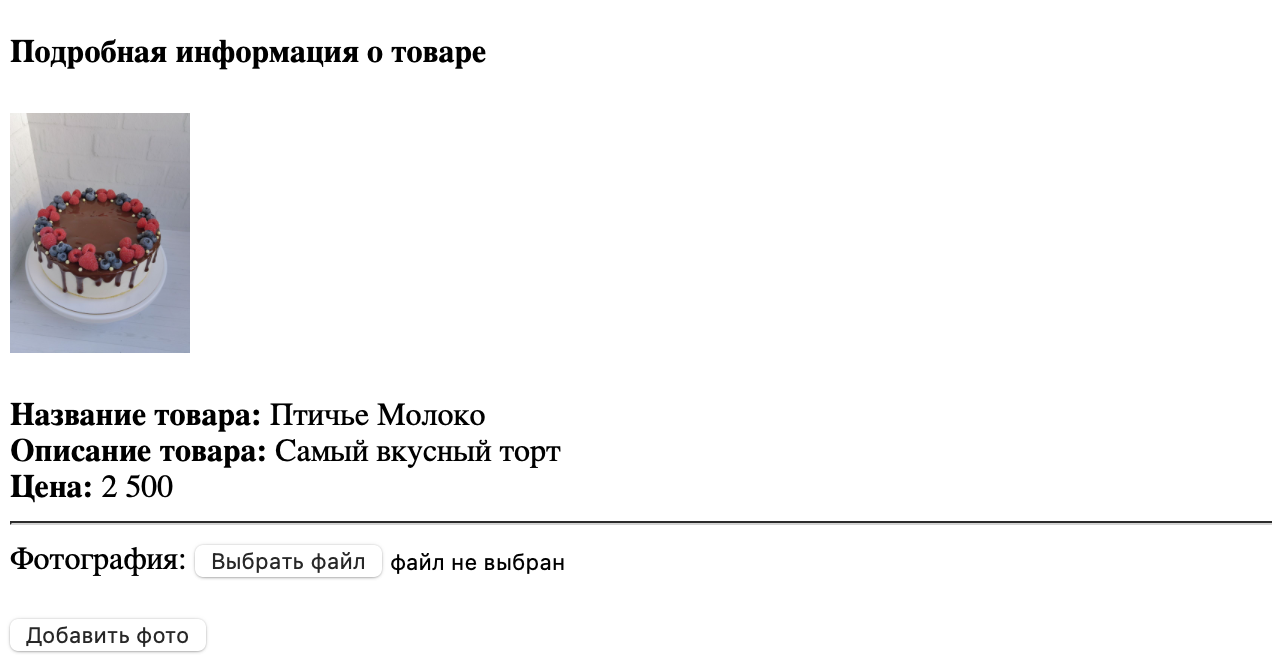 Подробная информация о товаре
Название товара: Птичье Молоко
Описание товара: Самый вкусный торт
Цена: 2 500
Фотография: Выбрать файл файл не выбран
Добавить фото